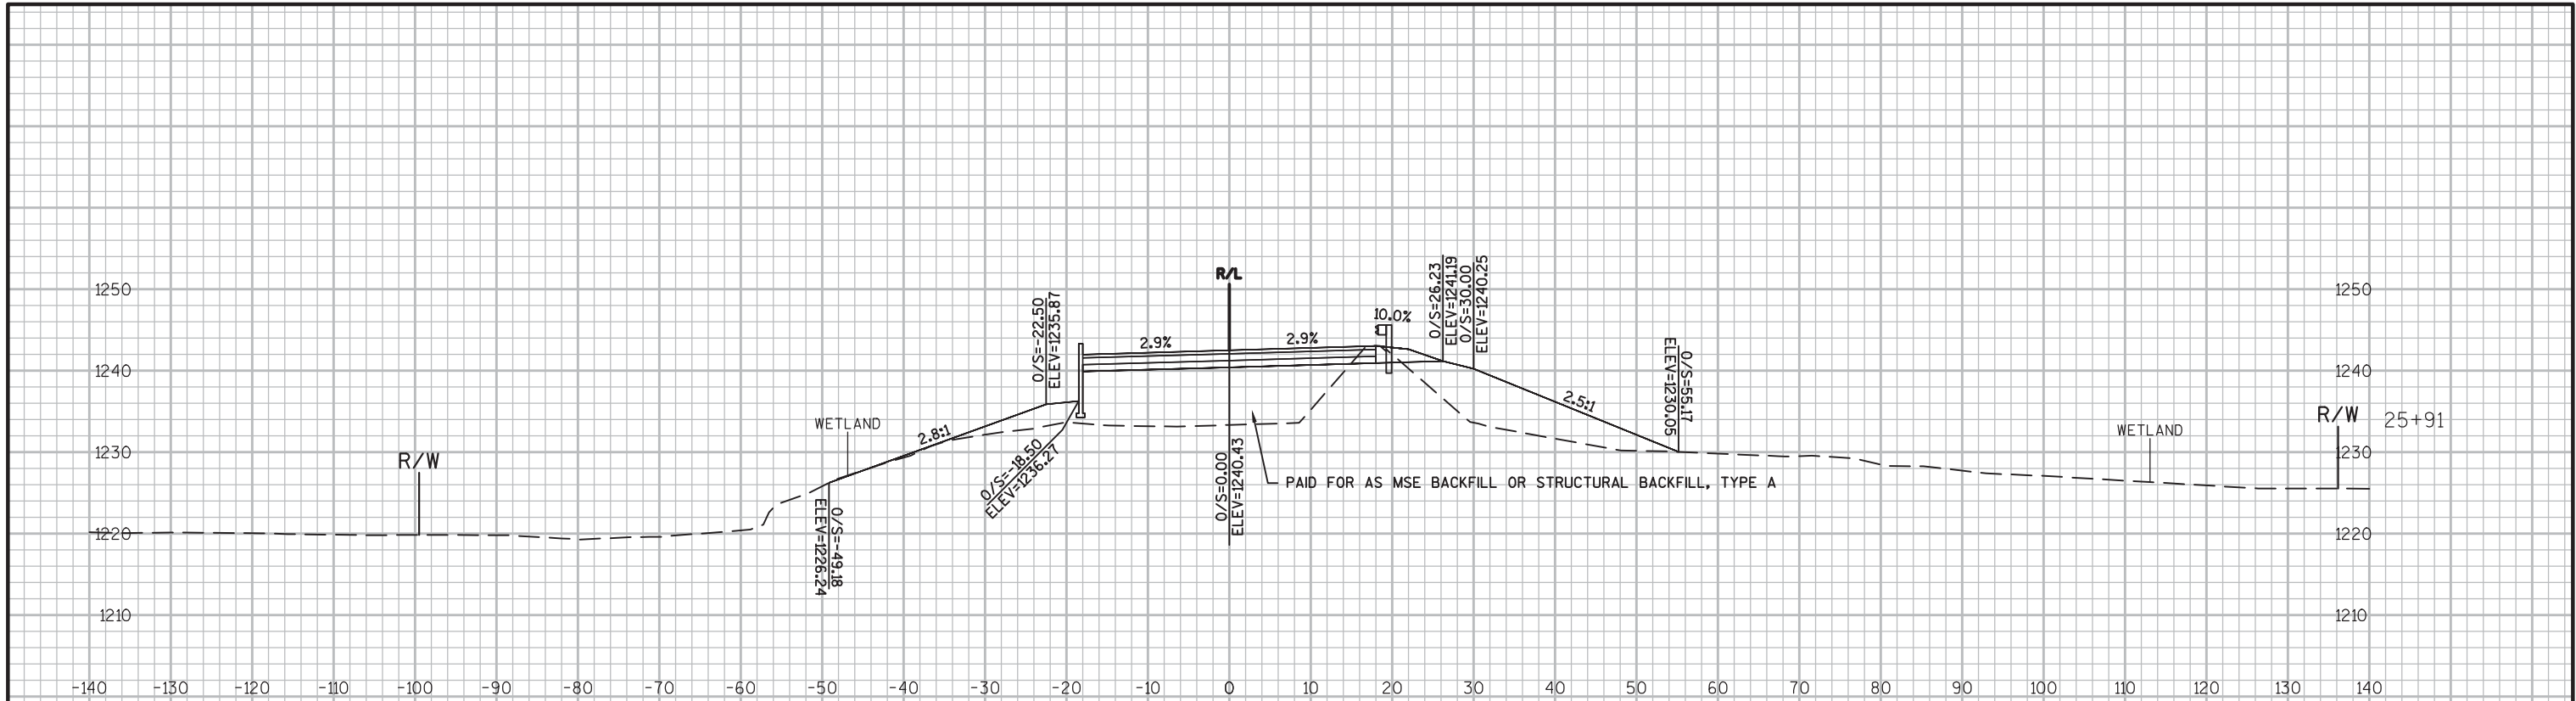 R/L
O/S=26.23
ELEV=1241.19
O/S=30.00
ELEV=1240.25
1250
1250
O/S=-22.50
ELEV=1235.87
10.0%
2.9%
2.9%
1240
1240
O/S=55.17
ELEV=1230.05
2.5:1
R/W
25+91
WETLAND
WETLAND
2.8:1
1230
1230
R/W
O/S=-18.50
ELEV=1236.27
O/S=0.00
ELEV=1240.43
PAID FOR AS MSE BACKFILL OR STRUCTURAL BACKFILL, TYPE A
O/S=-49.18
ELEV=1226.24
1220
1220
1210
1210
-140 -130 -120 -110 -100 -90 -80 -70 -60 -50 -40 -30 -20 -10 0 10 20 30 40 50 60 70 80 90 100 110 120 130 140